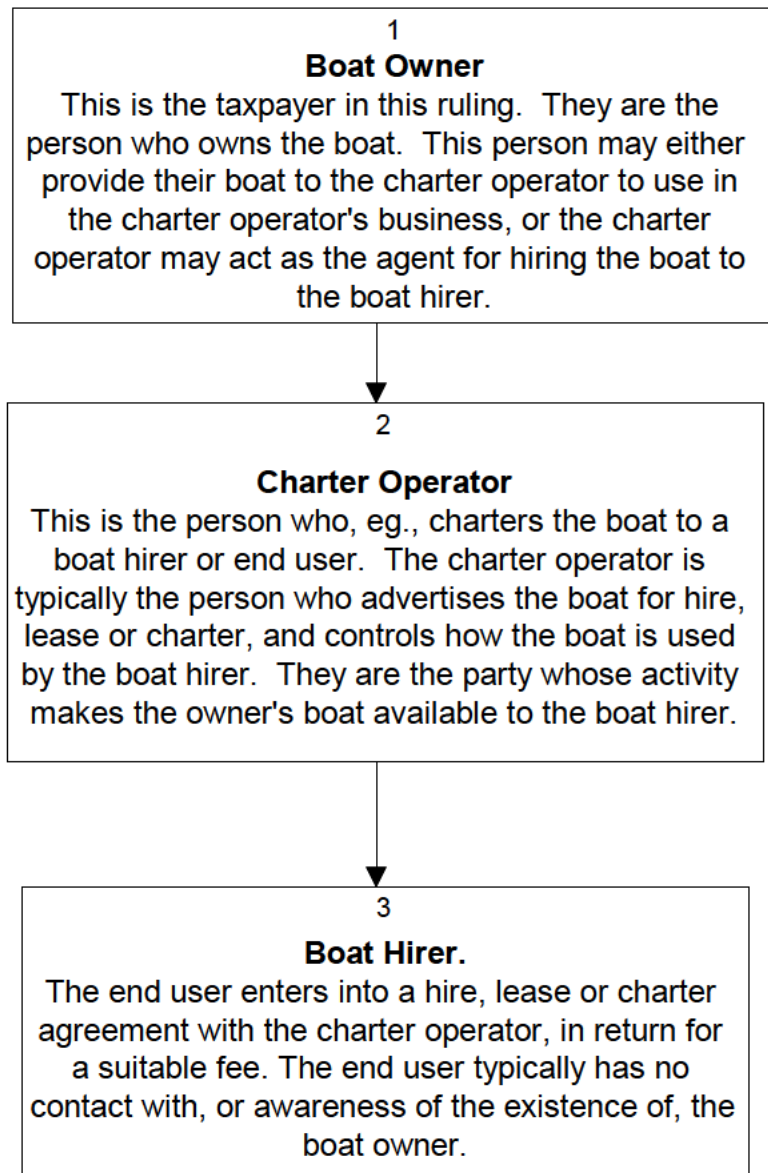 1
Boat Owner
This is the taxpayer in this ruling.  They are the
person who owns the boat.  This person may either
provide their boat to the charter operator to use in
the charter operator's business, or the charter
operator may act as the agent for hiring the boat to
the boat hirer.
2
Charter Operator
This is the person who, eg., charters the boat to a
boat hirer or end user.  The charter operator is
typically the person who advertises the boat for hire,
lease or charter, and controls how the boat is used
by the boat hirer.  They are the party whose activity
makes the owner's boat available to the boat hirer.
3
Boat Hirer.
The end user enters into a hire, lease or charter
agreement with the charter operator, in return for
a suitable fee. The end user typically has no
contact with, or awareness of the existence of, the
boat owner.